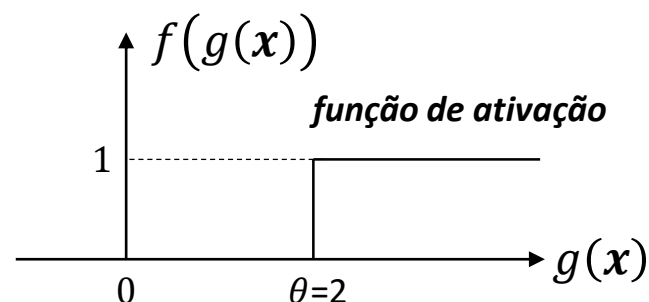 f(g(x))
função de ativação
1
g(x)
0
θ=2